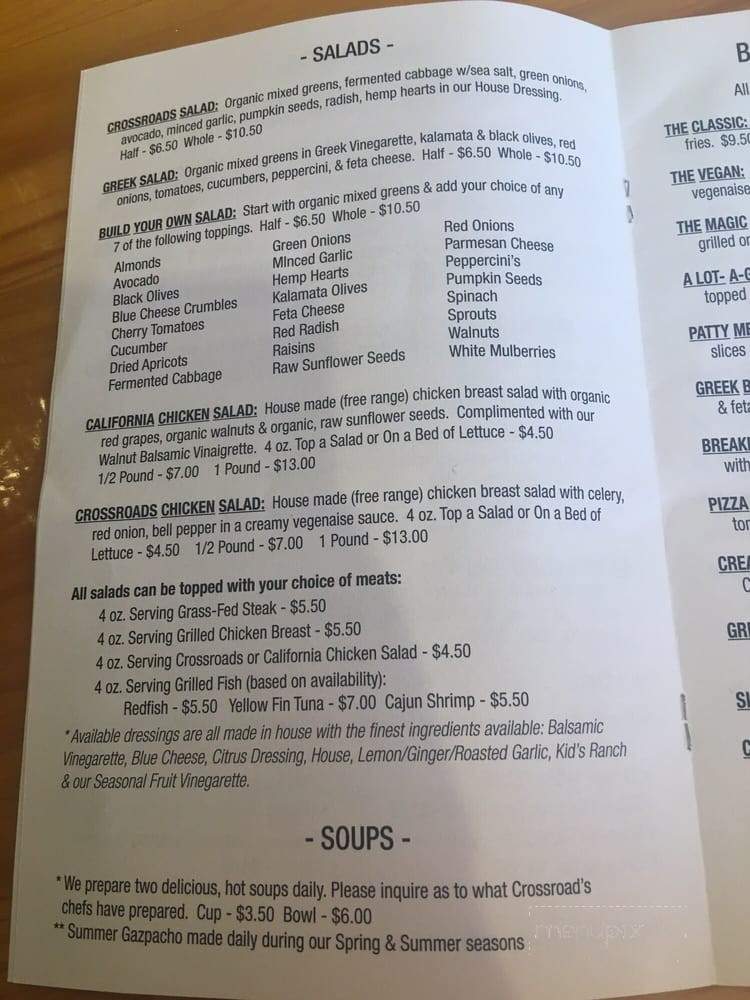 - SALADS -
CROSSROADS SALAD: Organic mixed greens, fermented cabbage w/sea salt, green onions,
avocado, minced garlic, pumpkin seeds, radish, hemp hearts in our House Dressing.
Half - $6.50 Whole - $10.50
GREEK SALAD: Organic mixed greens in Greek Vinegarette, kalamata & black olives, red
onions, tomatoes, cucumbers, peppercini, & feta cheese. Half - $6.50 Whole - $10.50
BUILD YOUR OWN SALAD: Start with organic mixed greens & add your choice of any
7 of the following toppings. Half - $6.50 Whole - $10.50
Almonds
Avocado
Black Olives
Blue Cheese Crumbles
Cherry Tomatoes
Cucumber
Dried Apricots
Fermented Cabbage
Green Onions
MInced Garlic
Hemp Hearts
Kalamata Olives
Feta Cheese
Red Radish
Raisins
Raw Sunflower Seeds
Red Onions
Parmesan Cheese
Peppercini's
Pumpkin Seeds
Spinach
Sprouts
Walnuts
White Mulberries
CALIFORNIA CHICKEN SALAD: House made (free range) chicken breast salad with organic
red grapes, organic walnuts & organic, raw sunflower seeds. Complimented with our
Walnut Balsamic Vinaigrette. 4 oz. Top a Salad or On a Bed of Lettuce - $4.50
1/2 Pound - $7.00 1 Pound - $13.00
CROSSROADS CHICKEN SALAD: House made (free range) chicken breast salad with celery,
red onion, bell pepper in a creamy vegenaise sauce. 4 oz. Top a Salad or On a Bed of
Lettuce - $4.50 1/2 Pound - $7.00 1 Pound - $13.00
All salads can be topped with your choice of meats:
4 oz. Serving Grass-Fed Steak - $5.50
4 oz. Serving Grilled Chicken Breast - $5.50
4 oz. Serving Crossroads or California Chicken Salad - $4.50
4 oz. Serving Grilled Fish (based on availability):
Redfish - $5.50 Yellow Fin Tuna - $7.00 Cajun Shrimp - $5.50
*Available dressings are all made in house with the finest ingredients available: Balsamic
Vinegarette, Blue Cheese, Citrus Dressing, House, Lemon/Ginger/Roasted Garlic, Kid's Ranch
& our Seasonal Fruit Vinegarette.
- SOUPS -
* We prepare two delicious, hot soups daily. Please inquire as to what Crossroad's
chefs have prepared. Cup - $3.50 Bowl - $6.00
** Summer Gazpacho made daily during our Spring & Summer seasons
menupix
B
All
THE CLASSIC:
fries. $9.50
THE VEGAN:
vegenaise
THE MAGIC
grilled or
A LOT- A-G
topped
PATTY ME
slices
GREEK B
& feta
BREAK
with
PIZZA
CREA
GRI